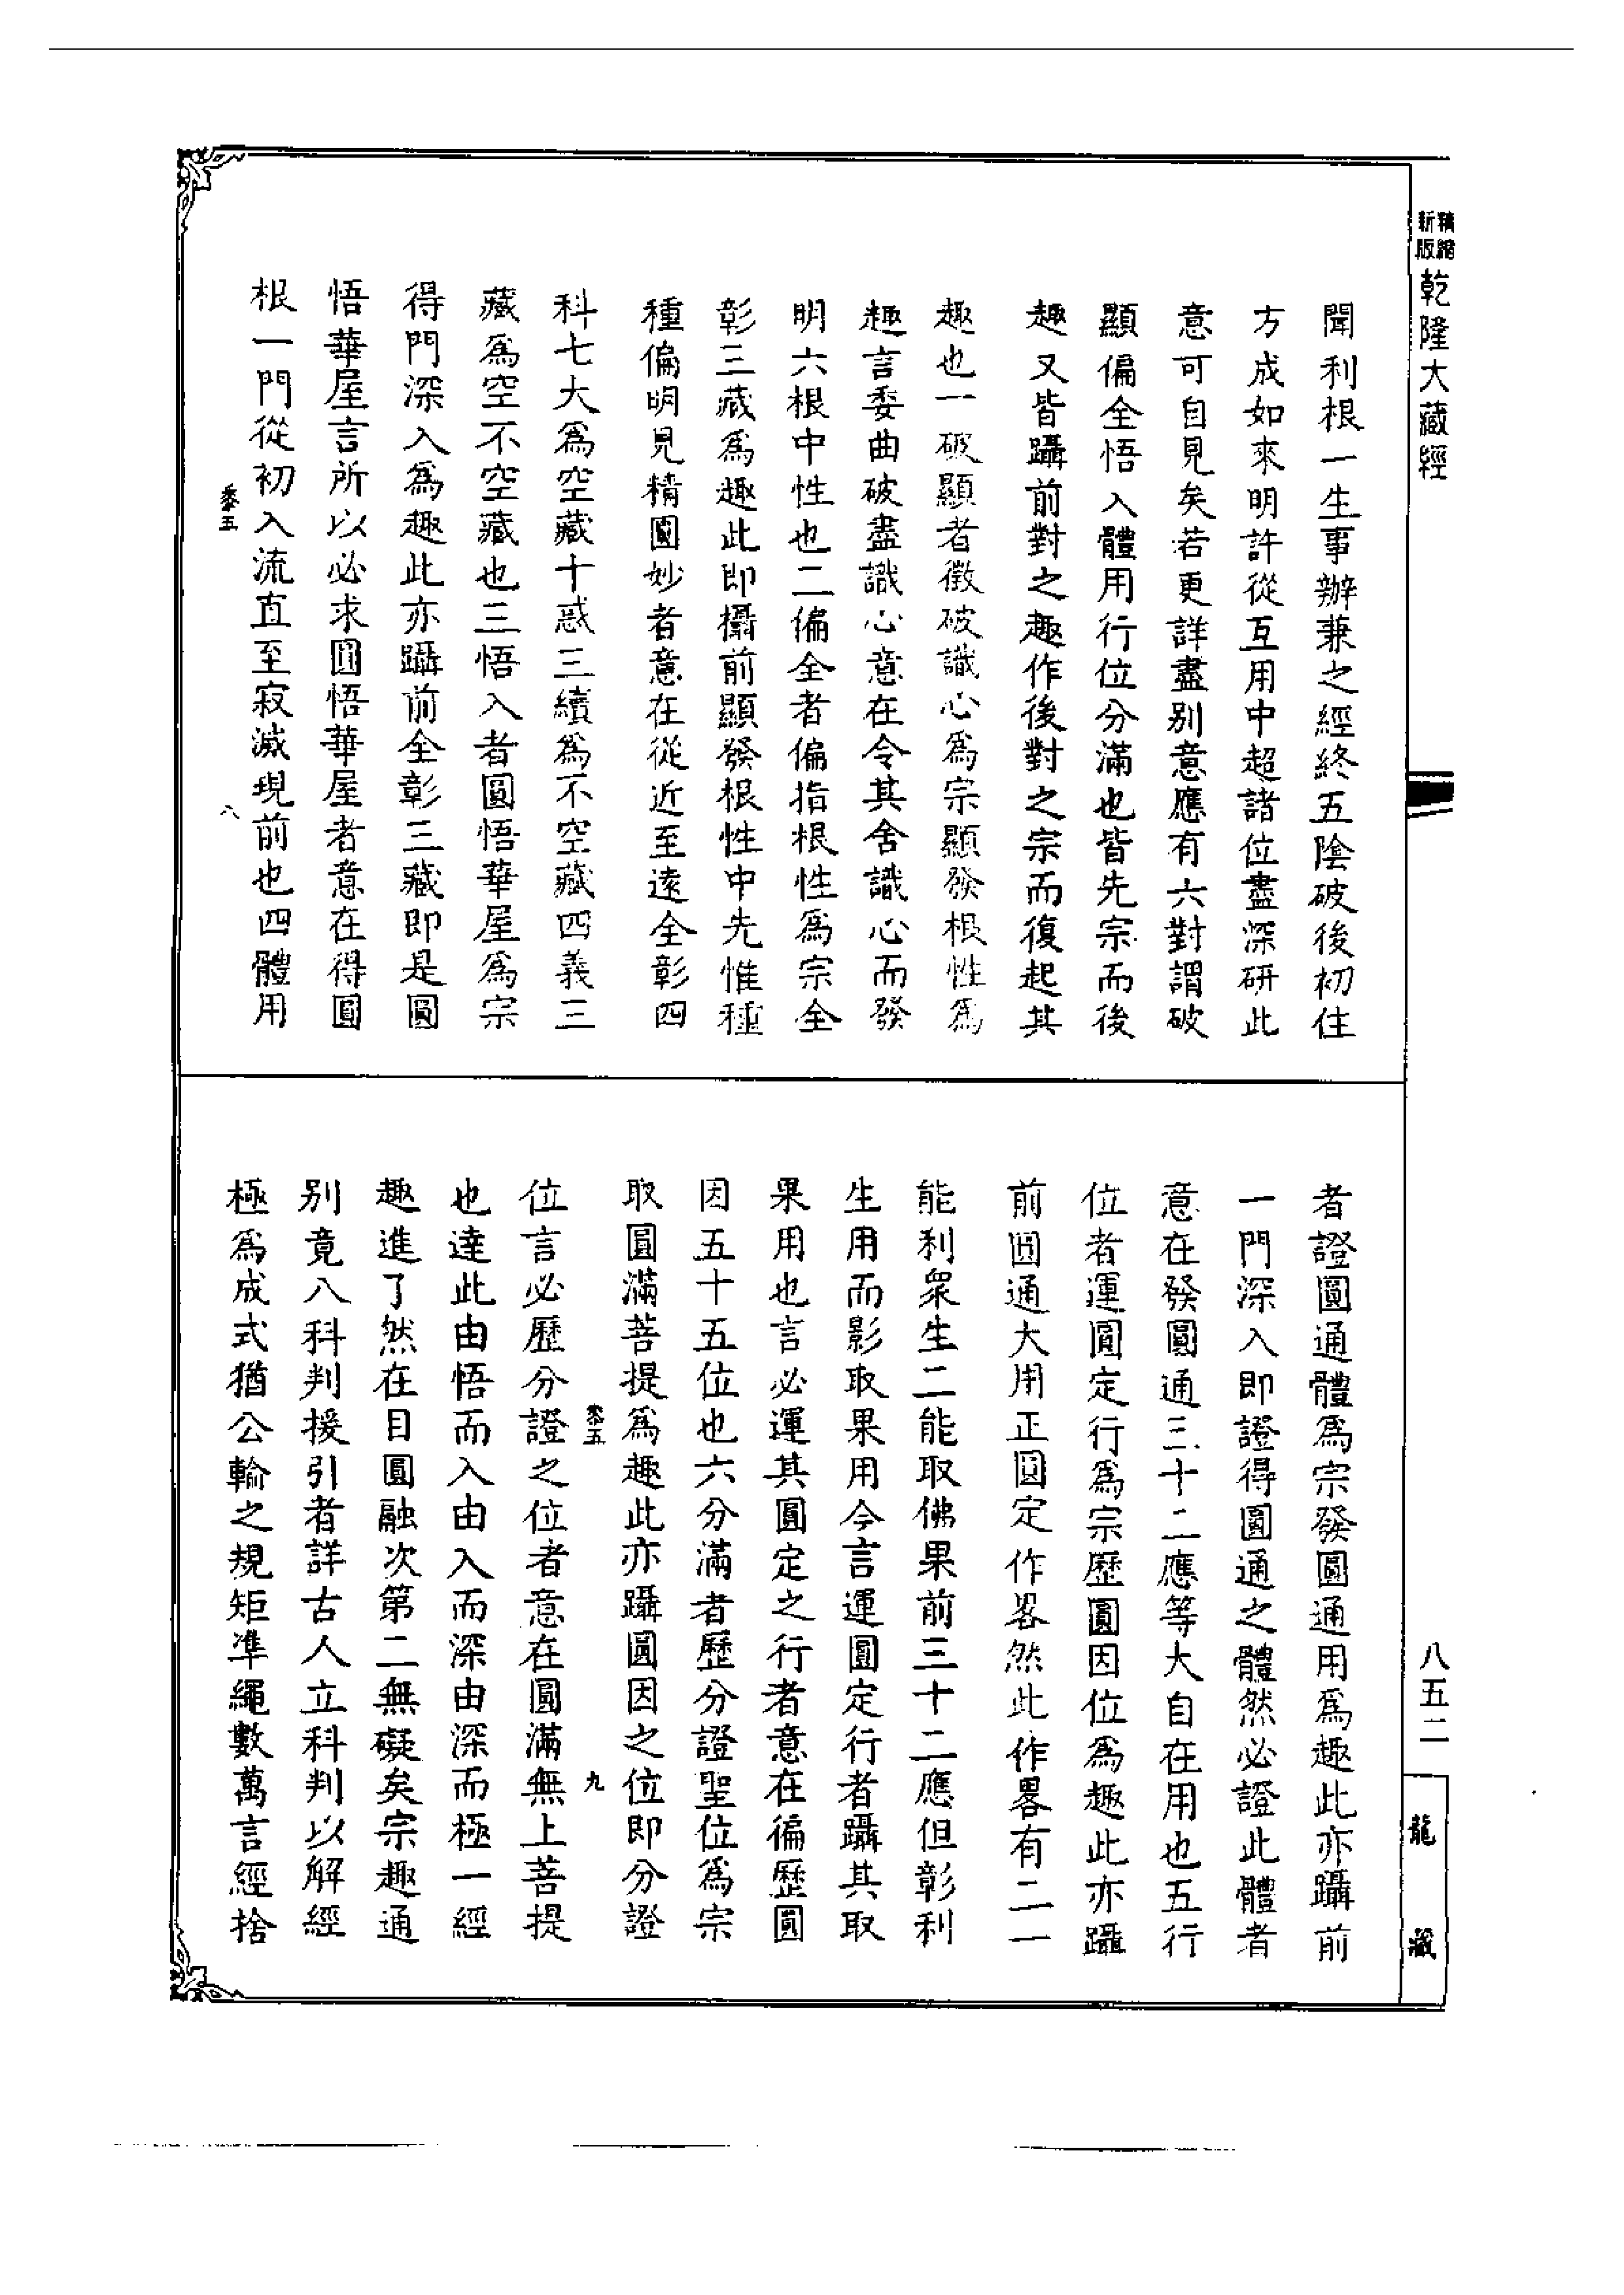 精縮
新版
乾隆大藏經
聞利根一生事辦兼之經終五陰破後初住
方成如來明許從互用中超諸位盡深研此
意可自見矣若更詳盡別意應有六對謂破
顯偏全悟入體用行位分滿也皆先宗而後
趣又皆躡前對之趣作後對之宗而復起其
趣也一破顯者徵破識心爲宗顯發根性爲
趣言委曲破盡識心意在令其舍識心而發
明六根中性也二偏全者偏指根性爲宗全
彰三藏爲趣此即攝前顯發根性中先惟種
種偏明見精圓妙者意在從近至遠全彰四
科七大爲空藏十惑三續爲不空藏四義三
藏爲空不空藏也三悟入者圓悟華屋爲宗
得門深入爲趣此亦躡前全彰三藏即是圓
悟華屋言所以必求圓悟華屋者意在得圓
根一門從初入流直至寂滅現前也四體用
泰五
八
者證圓通體爲宗發圓通用爲趣此亦躡前
一門深入即證得圓通之體然必證此體者
意在發圓通三十二應等大自在用也五行
位者運圓定行爲宗歷圓因位爲趣此亦躡
前圓通大用正圓定作畧然此作畧有二一
能利衆生二能取佛果前三十二應但彰利
生用而影取果用今言運圓定行者躡其取
果用也言必運其圓定之行者意在徧歷圓
因五十五位也六分滿者歷分證聖位爲宗
取圓滿菩提爲趣此亦躡圓因之位即分證
泰五
九
位言必歷分證之位者意在圓滿無上菩提
也達此由悟而入由入而深由深而極一經
趣進了然在目圓融次第二無礙矣宗趣通
別竟八科判援引者詳古人立科判以解經
極爲成式猶公輸之規矩準繩數萬言經捨
八五二
龍藏